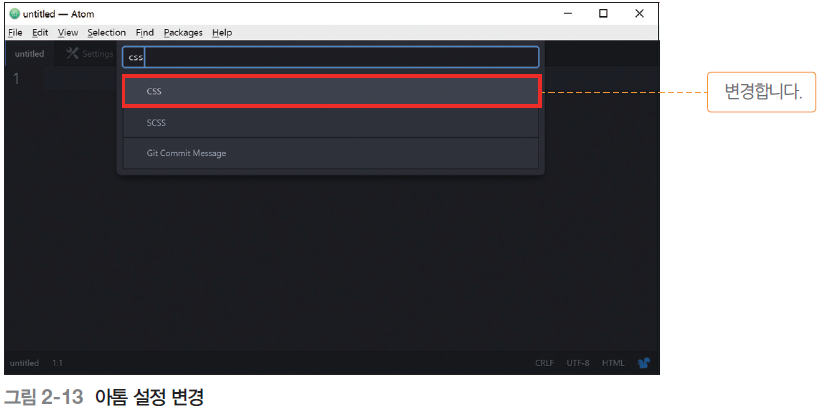 untitled — Atom
File Edit View Selection Find Packages Help
untitled Settings
css
1
CSS
변경합니다.
SCSS
Git Commit Message
untitled 1:1 CRLF UTF-8 HTML
그림 2-13 아톰 설정 변경